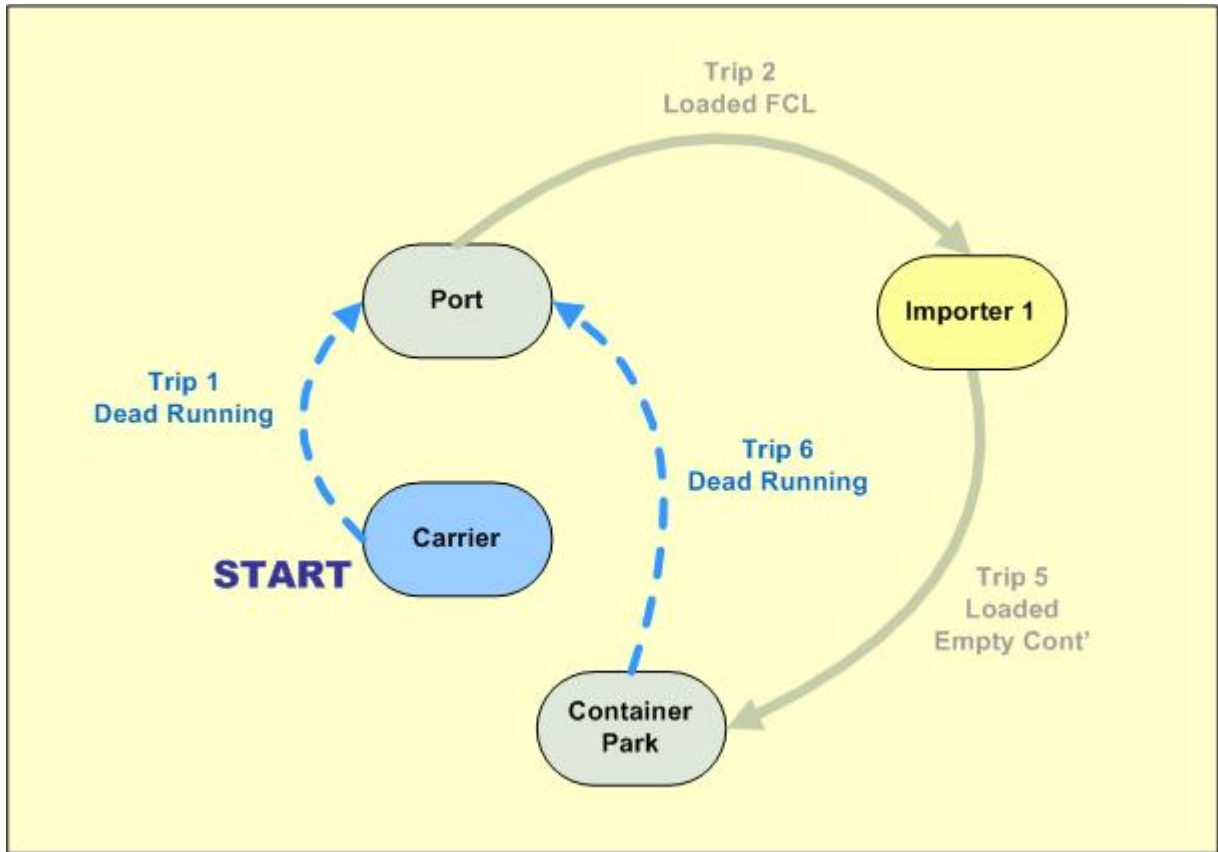 Trip 2
Loaded FCL
Port
Importer 1
Trip 1
Dead Running
Trip 6
Dead Running
Carrier
START
Trip 5
Loaded
Empty Cont’
Container
Park